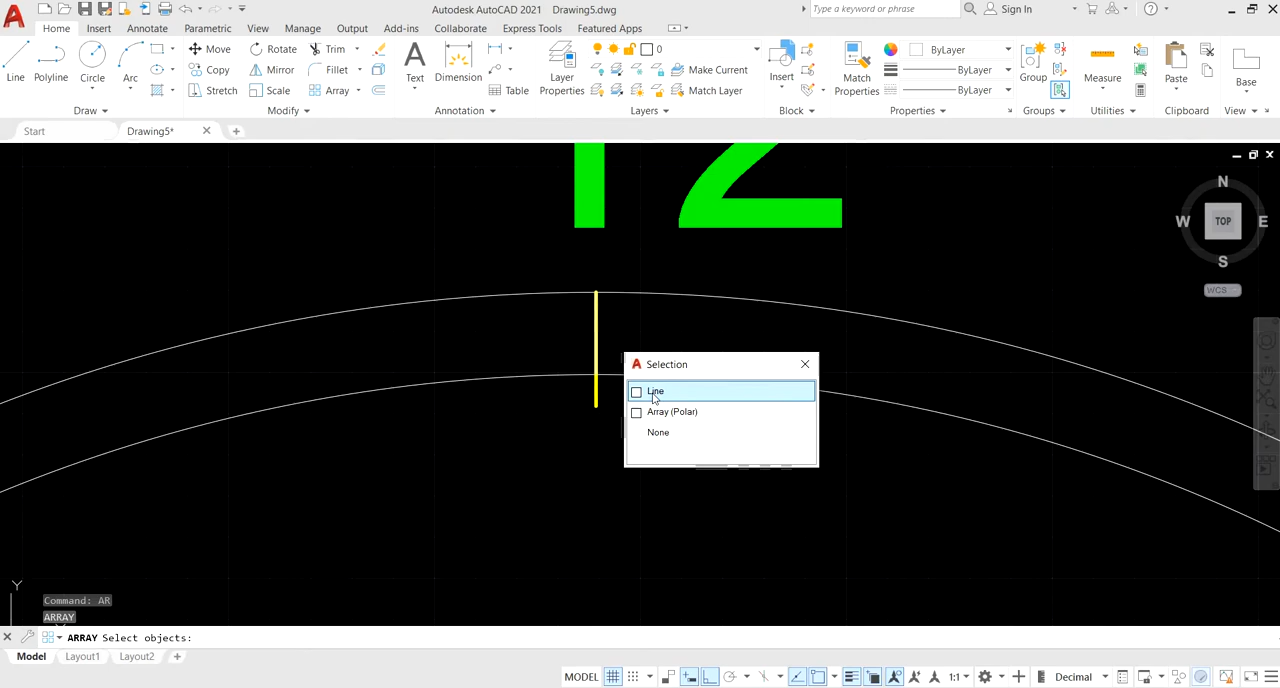 Autodesk AutoCAD 2021 Drawing5.dwg
Type a keyword or phrase
Sign In
Home Insert Annotate Parametric View Manage Output Add-ins Collaborate Express Tools Featured Apps
Line
Polyline
Circle
Arc
Move
Rotate
Trim
Copy
Mirror
Fillet
Stretch
Scale
Array
Text
Dimension
Table
Layer
Properties
0
Make Current
Match Layer
Insert
Match
Properties
ByLayer
ByLayer
ByLayer
Group
Measure
Paste
Base
Draw
Modify
Annotation
Layers
Block
Properties
Groups
Utilities
Clipboard
View
Start
Drawing5*
12
N
W
TOP
E
S
WCS
Selection
Line
Array (Polar)
None
Y
Command: AR
ARRAY
ARRAY Select objects:
Model Layout1 Layout2
MODEL
1:1
Decimal